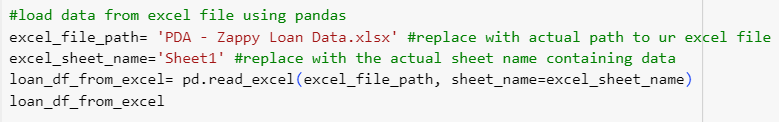 #load data from excel file using pandas
excel_file_path= 'PDA - Zappy Loan Data.xlsx' #replace with actual path to ur excel file
excel_sheet_name='Sheet1' #replace with the actual sheet name containing data
loan_df_from_excel= pd.read_excel(excel_file_path, sheet_name=excel_sheet_name)
loan_df_from_excel